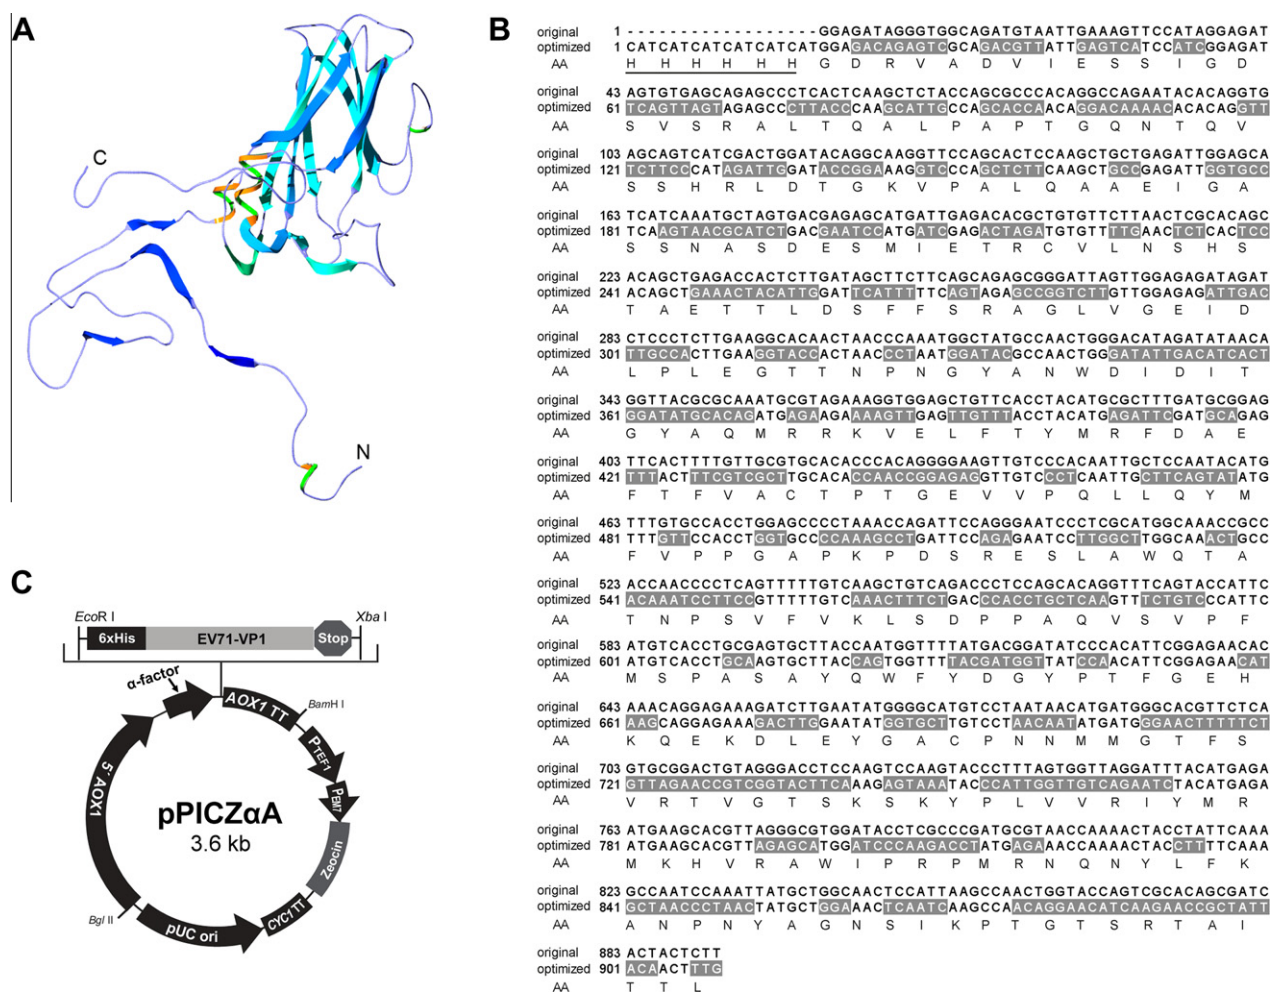 A
C
N
B
original 1 - - - - - - - - - - - - - - - - - - GGAGATAGGGTGGCAGATGTAATTGAAAGTTCCATAGGAGAT
optimized 1 CATCATCATCATCATCATGGAGACAGAGTCGCAGACGTTATTGAGTCATCCATCGGAGAT
AA H H H H H H G D R V A D V I E S S I G D
original 43 AGTGTGAGCAGAGCCCTCACTCAAGCTCTACCAGCGCCCACAGGCCAGAATACACAGGTG
optimized 61 TCAGTTAGTAGAGCCCTTACCCAAGCATTGCCAGCACCAACAGGACAAAACACACAGGTT
AA S V S R A L T Q A L P A P T G Q N T Q V
original 103 AGCAGTCATCGACTGGATACAGGCAAGGTTCCAGCACTCCAAGCTGCTGAGATTGGAGCA
optimized 121 TCTTCCCATAGATTGGATACCGGAAAGGTCCCAGCTCTTCAAGCTGCCGAGATTGGTGCC
AA S S H R L D T G K V P A L Q A A E I G A
original 163 TCATCAAATGCTAGTGACGAGAGCATGATTGAGACACGCTGTGTTCTTAACTCGCACAGC
optimized 181 TCAAGTAACGCATCTGACGAATCCATGATCGAGACTAGATGTGTTTTGAACTCTCACTCC
AA S S N A S D E S M I E T R C V L N S H S
original 223 ACAGCTGAGACCACTCTTGATAGCTTCTTCAGCAGAGCGGGATTAGTTGGAGAGATAGAT
optimized 241 ACAGCTGAAACTACATTGGATTCATTTTTCAGTAGAGCCGGTCTTGTTGGAGAGATTGAC
AA T A E T T L D S F F S R A G L V G E I D
original 283 CTCCCTCTTGAAGGCACAACTAACCCAAATGGCTATGCCAACTGGGACATAGATATAACA
optimized 301 TTGCCACTTGAAGGTACCACTAACCCTAATGGATACGCCAACTGGGATATTGACATCACT
AA L P L E G T T N P N G Y A N W D I D I T
original 343 GGTTACGCGCAAATGCGTAGAAAGGTGGAGCTGTTCACCTACATGCGCTTTGATGCGGAG
optimized 361 GGATATGCACAGATGAGAAGAAAAGTTGAGTTGTTTACCTACATGAGATTCGATGCAGAG
AA G Y A Q M R R K V E L F T Y M R F D A E
original 403 TTCACTTTTGTTGCGTGCACACCCACAGGGGAAGTTGTCCCACAATTGCTCCAATACATG
optimized 421 TTTACTTTCGTCGCTTGCACACCAACCGGAGAGGTTGTCCCTCAATTGCTTCAGTATATG
AA F T F V A C T P T G E V V P Q L L Q Y M
original 463 TTTGTGCCACCTGGAGCCCCTAAACCAGATTCCAGGGAATCCCTCGCATGGCAAACCGCC
optimized 481 TTTGTTCCACCTGGTGCCCCAAAGCCTGATTCCAGAGAATCCTTGGCTTGGCAAACTGCC
AA F V P P G A P K P D S R E S L A W Q T A
original 523 ACCAACCCCTCAGTTTTTGTCAAGCTGTCAGACCCTCCAGCACAGGTTTCAGTACCATTC
optimized 541 ACAAATCCTTCCGTTTTTGTCAAACTTTCTGACCCACCTGCTCAAGTTTCTGTCCCATTC
AA T N P S V F V K L S D P P A Q V S V P F
original 583 ATGTCACCTGCGAGTGCTTACCAATGGTTTTATGACGGATATCCCACATTCGGAGAACAC
optimized 601 ATGTCACCTGCAAGTGCTTACCAGTGGTTTTACGATGGTTATCCAACATTCGGAGAACAT
AA M S P A S A Y Q W F Y D G Y P T F G E H
original 643 AAACAGGAGAAAGATCTTGAATATGGGGCATGTCCTAATAACATGATGGGCACGTTCTCA
optimized 661 AAGCAGGAGAAAGACTTGGAATATGGTGCTTGTCCTAACAATATGATGGGAACTTTTTCT
AA K Q E K D L E Y G A C P N N M M G T F S
original 703 GTGCGGACTGTAGGGACCTCCAAGTCCAAGTACCCTTTAGTGGTTAGGATTTACATGAGA
optimized 721 GTTAGAACCGTCGGTACTTCAAAGAGTAAATACCCATTGGTTGTCAGAATCTACATGAGA
AA V R T V G T S K S K Y P L V V R I Y M R
original 763 ATGAAGCACGTTAGGGCGTGGATACCTCGCCCGATGCGTAACCAAAACTACCTATTCAAA
optimized 781 ATGAAGCACGTTAGAGCATGGATCCCAAGACCTATGAGAAACCAAAACTACCTTTTCAAA
AA M K H V R A W I P R P M R N Q N Y L F K
original 823 GCCAATCCAAATTATGCTGGCAACTCCATTAAGCCAACTGGTACCAGTCGCACAGCGATC
optimized 841 GCTAACCCTAACTATGCTGGAAACTCAATCAAGCCAACAGGAACATCAAGAACCGCTATT
AA A N P N Y A G N S I K P T G T S R T A I
original 883 ACTACTCTT
optimized 901 ACAACTTTG
AA T T L
C
EcoR I
Xba I
6xHis
EV71-VP1
Stop
α-factor
AOX1 TT
BamH I
PTEF1
PEM7
Zeocin
CYC1 TT
pUC ori
Bgl II
5´ AOX1
pPICZαA
3.6 kb